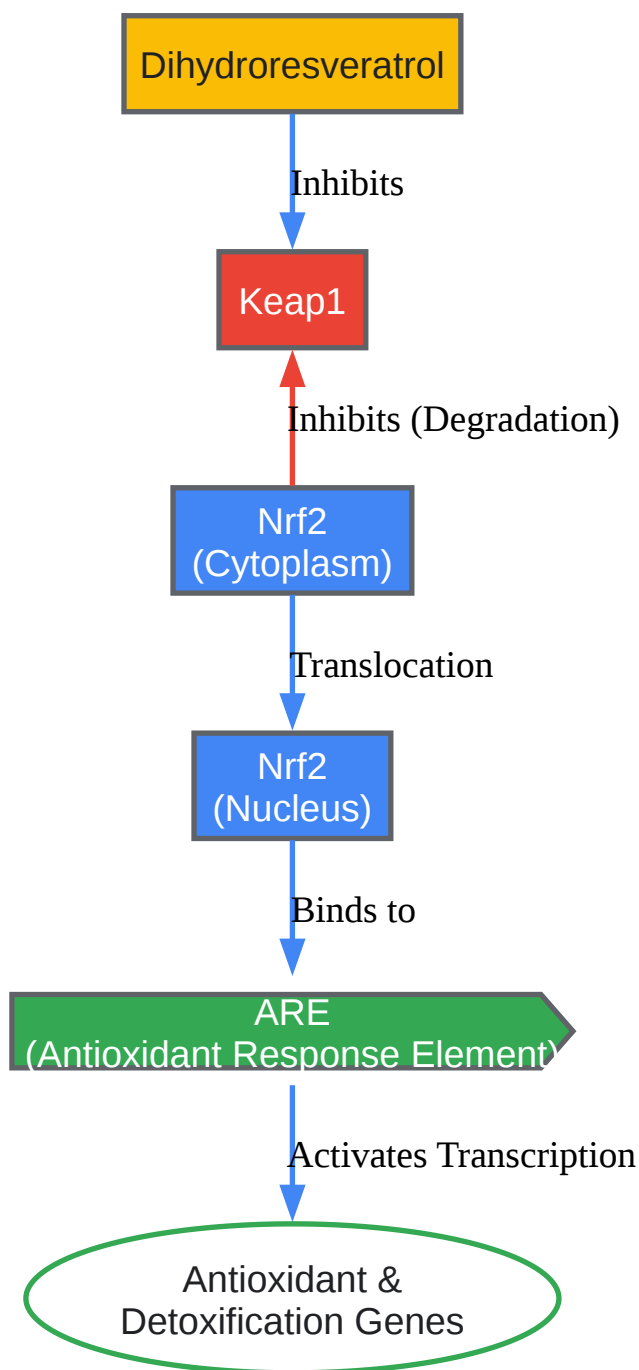 Dihydroresveratrol
Inhibits
Keap1
Inhibits (Degradation)
Nrf2
(Cytoplasm)
Translocation
Nrf2
(Nucleus)
Binds to
ARE
(Antioxidant Response Element)
Activates Transcription
Antioxidant &
Detoxification Genes